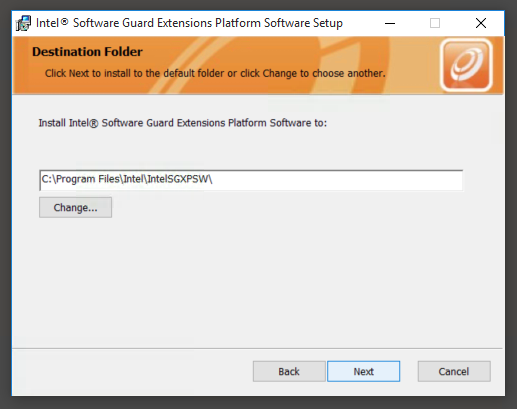 Intel® Software Guard Extensions Platform Software Setup
Destination Folder
Click Next to install to the default folder or click Change to choose another.
Install Intel® Software Guard Extensions Platform Software to:
C:\Program Files\Intel\IntelSGXPSW\
Change...
Back
Next
Cancel